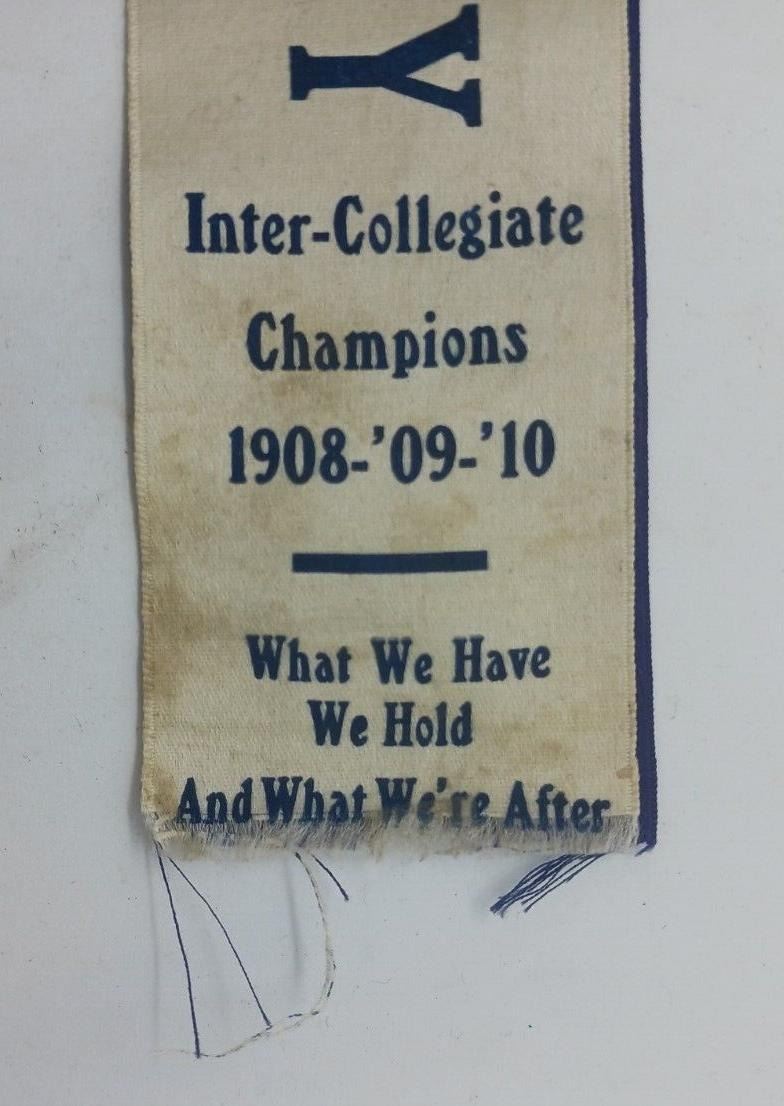 Y
Inter-Collegiate
Champions
1908-'09-'10
What We Have
We Hold
And What We're After